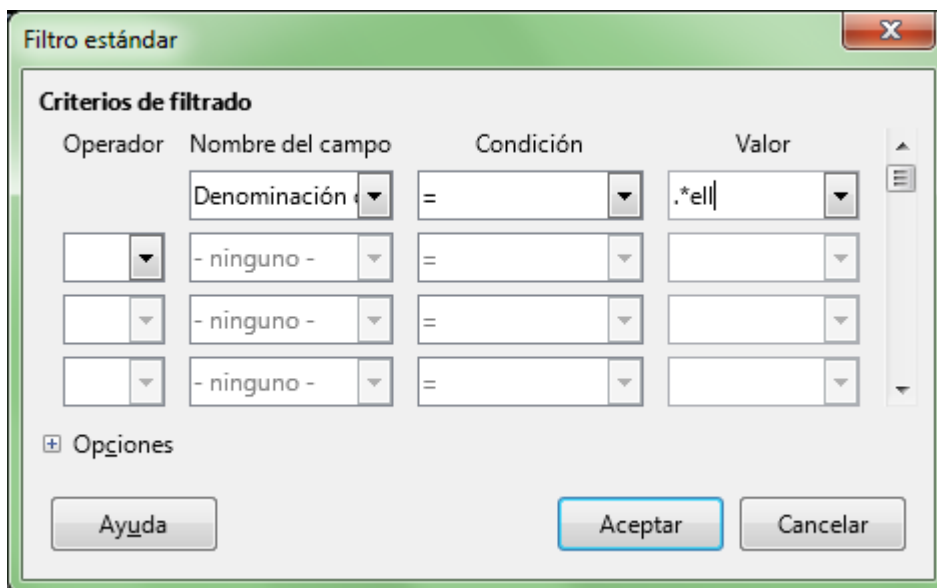 Filtro estándar
Criterios de filtrado
Operador Nombre del campo Condición Valor
Denominación = .*ell
- ninguno - =
- ninguno - =
- ninguno - =
Opciones
Ayuda Aceptar Cancelar